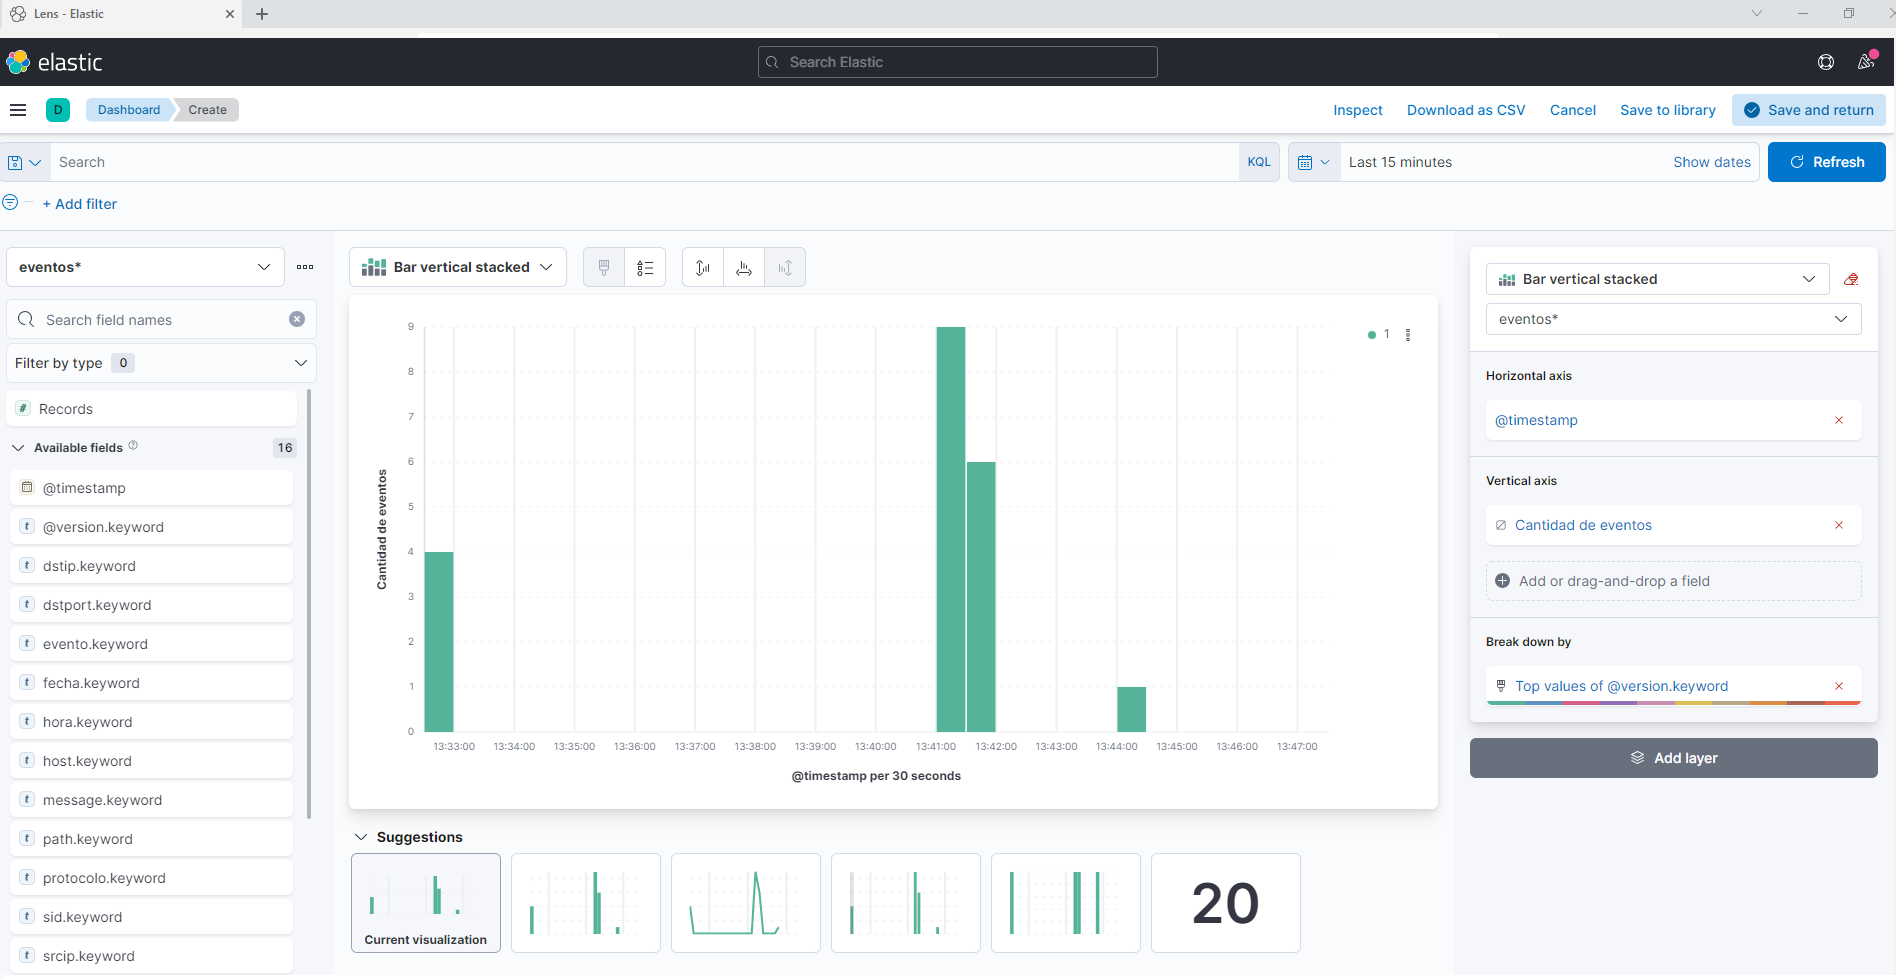 Lens - Elastic
elastic
Search Elastic
D
Dashboard
Create
Inspect
Download as CSV
Cancel
Save to library
Save and return
Search
KQL
Last 15 minutes
Show dates
Refresh
+ Add filter
eventos*
Search field names
Filter by type 0
# Records
Available fields
16
@timestamp
t @version.keyword
t dstip.keyword
t dstport.keyword
t evento.keyword
t fecha.keyword
t hora.keyword
t host.keyword
t message.keyword
t path.keyword
t protocolo.keyword
t sid.keyword
t srcip.keyword
Bar vertical stacked
9
8
7
6
5
4
3
2
1
0
Cantidad de eventos
13:33:00 13:34:00 13:35:00 13:36:00 13:37:00 13:38:00 13:39:00 13:40:00 13:41:00 13:42:00 13:43:00 13:44:00 13:45:00 13:46:00 13:47:00
@timestamp per 30 seconds
1
Suggestions
Current visualization
20
Bar vertical stacked
eventos*
Horizontal axis
@timestamp
Vertical axis
Cantidad de eventos
Add or drag-and-drop a field
Break down by
Top values of @version.keyword
Add layer